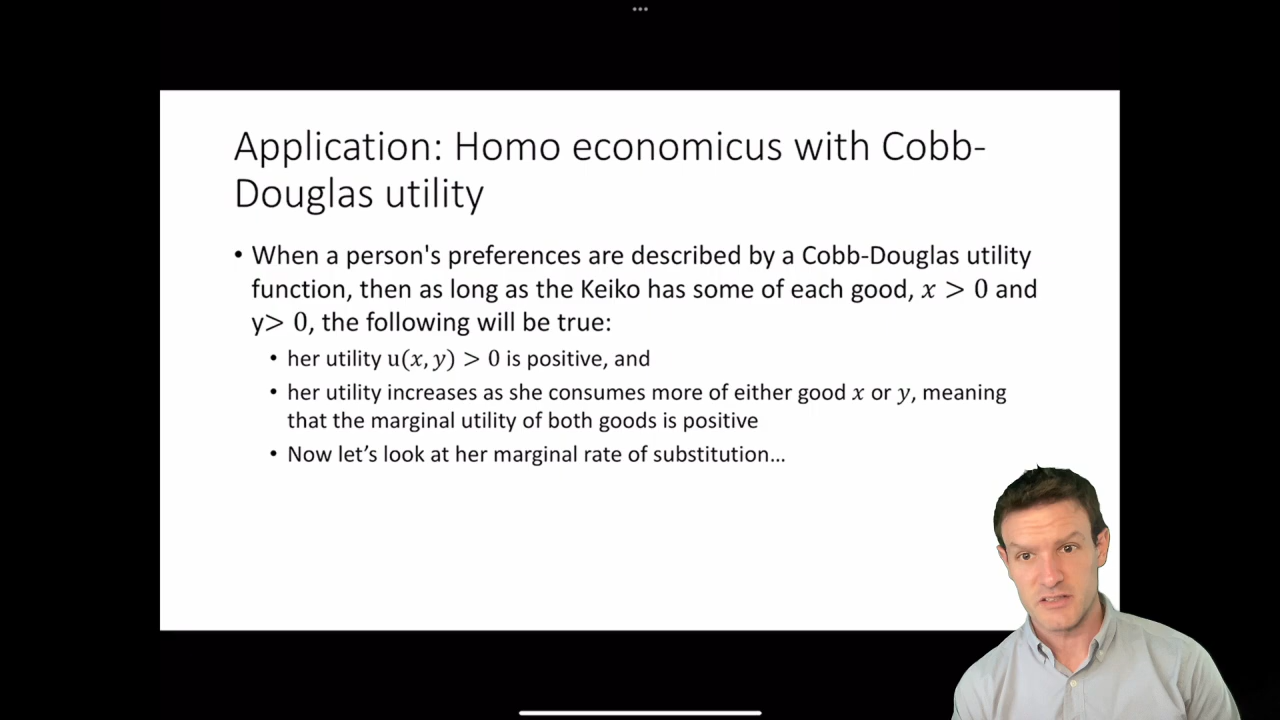 Application: Homo economicus with Cobb-
Douglas utility
• When a person's preferences are described by a Cobb-Douglas utility
function, then as long as the Keiko has some of each good, x > 0 and
y> 0, the following will be true:
• her utility u(x, y) > 0 is positive, and
• her utility increases as she consumes more of either good x or y, meaning
that the marginal utility of both goods is positive
• Now let’s look at her marginal rate of substitution…